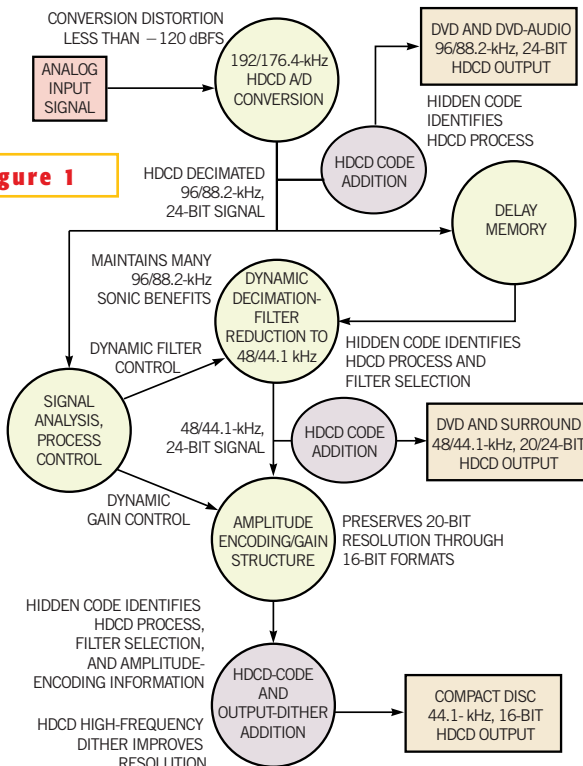 CONVERSION DISTORTION
LESS THAN −120 dBFS
ANALOG
INPUT
SIGNAL
192/176.4-kHz
HDCD A/D
CONVERSION
DVD AND DVD-AUDIO
96/88.2-kHz, 24-BIT
HDCD OUTPUT
HIDDEN CODE
IDENTIFIES
HDCD PROCESS
gure 1
HDCD DECIMATED
96/88.2-kHz,
24-BIT SIGNAL
HDCD CODE
ADDITION
DELAY
MEMORY
MAINTAINS MANY
96/88.2-kHz
SONIC BENEFITS
DYNAMIC
DECIMATION-
FILTER
REDUCTION TO
48/44.1 kHz
DYNAMIC FILTER
CONTROL
HIDDEN CODE IDENTIFIES
HDCD PROCESS AND
FILTER SELECTION
SIGNAL
ANALYSIS,
PROCESS
CONTROL
48/44.1-kHz,
24-BIT SIGNAL
HDCD CODE
ADDITION
DVD AND SURROUND
48/44.1-kHz, 20/24-BIT
HDCD OUTPUT
DYNAMIC
GAIN CONTROL
AMPLITUDE
ENCODING/GAIN
STRUCTURE
PRESERVES 20-BIT
RESOLUTION THROUGH
16-BIT FORMATS
HIDDEN CODE IDENTIFIES
HDCD PROCESS,
FILTER SELECTION,
AND AMPLITUDE-
ENCODING INFORMATION
HDCD-CODE
AND
OUTPUT-DITHER
ADDITION
COMPACT DISC
44.1- kHz, 16-BIT
HDCD OUTPUT
HDCD HIGH-FREQUENCY
DITHER IMPROVES
RESOLUTION